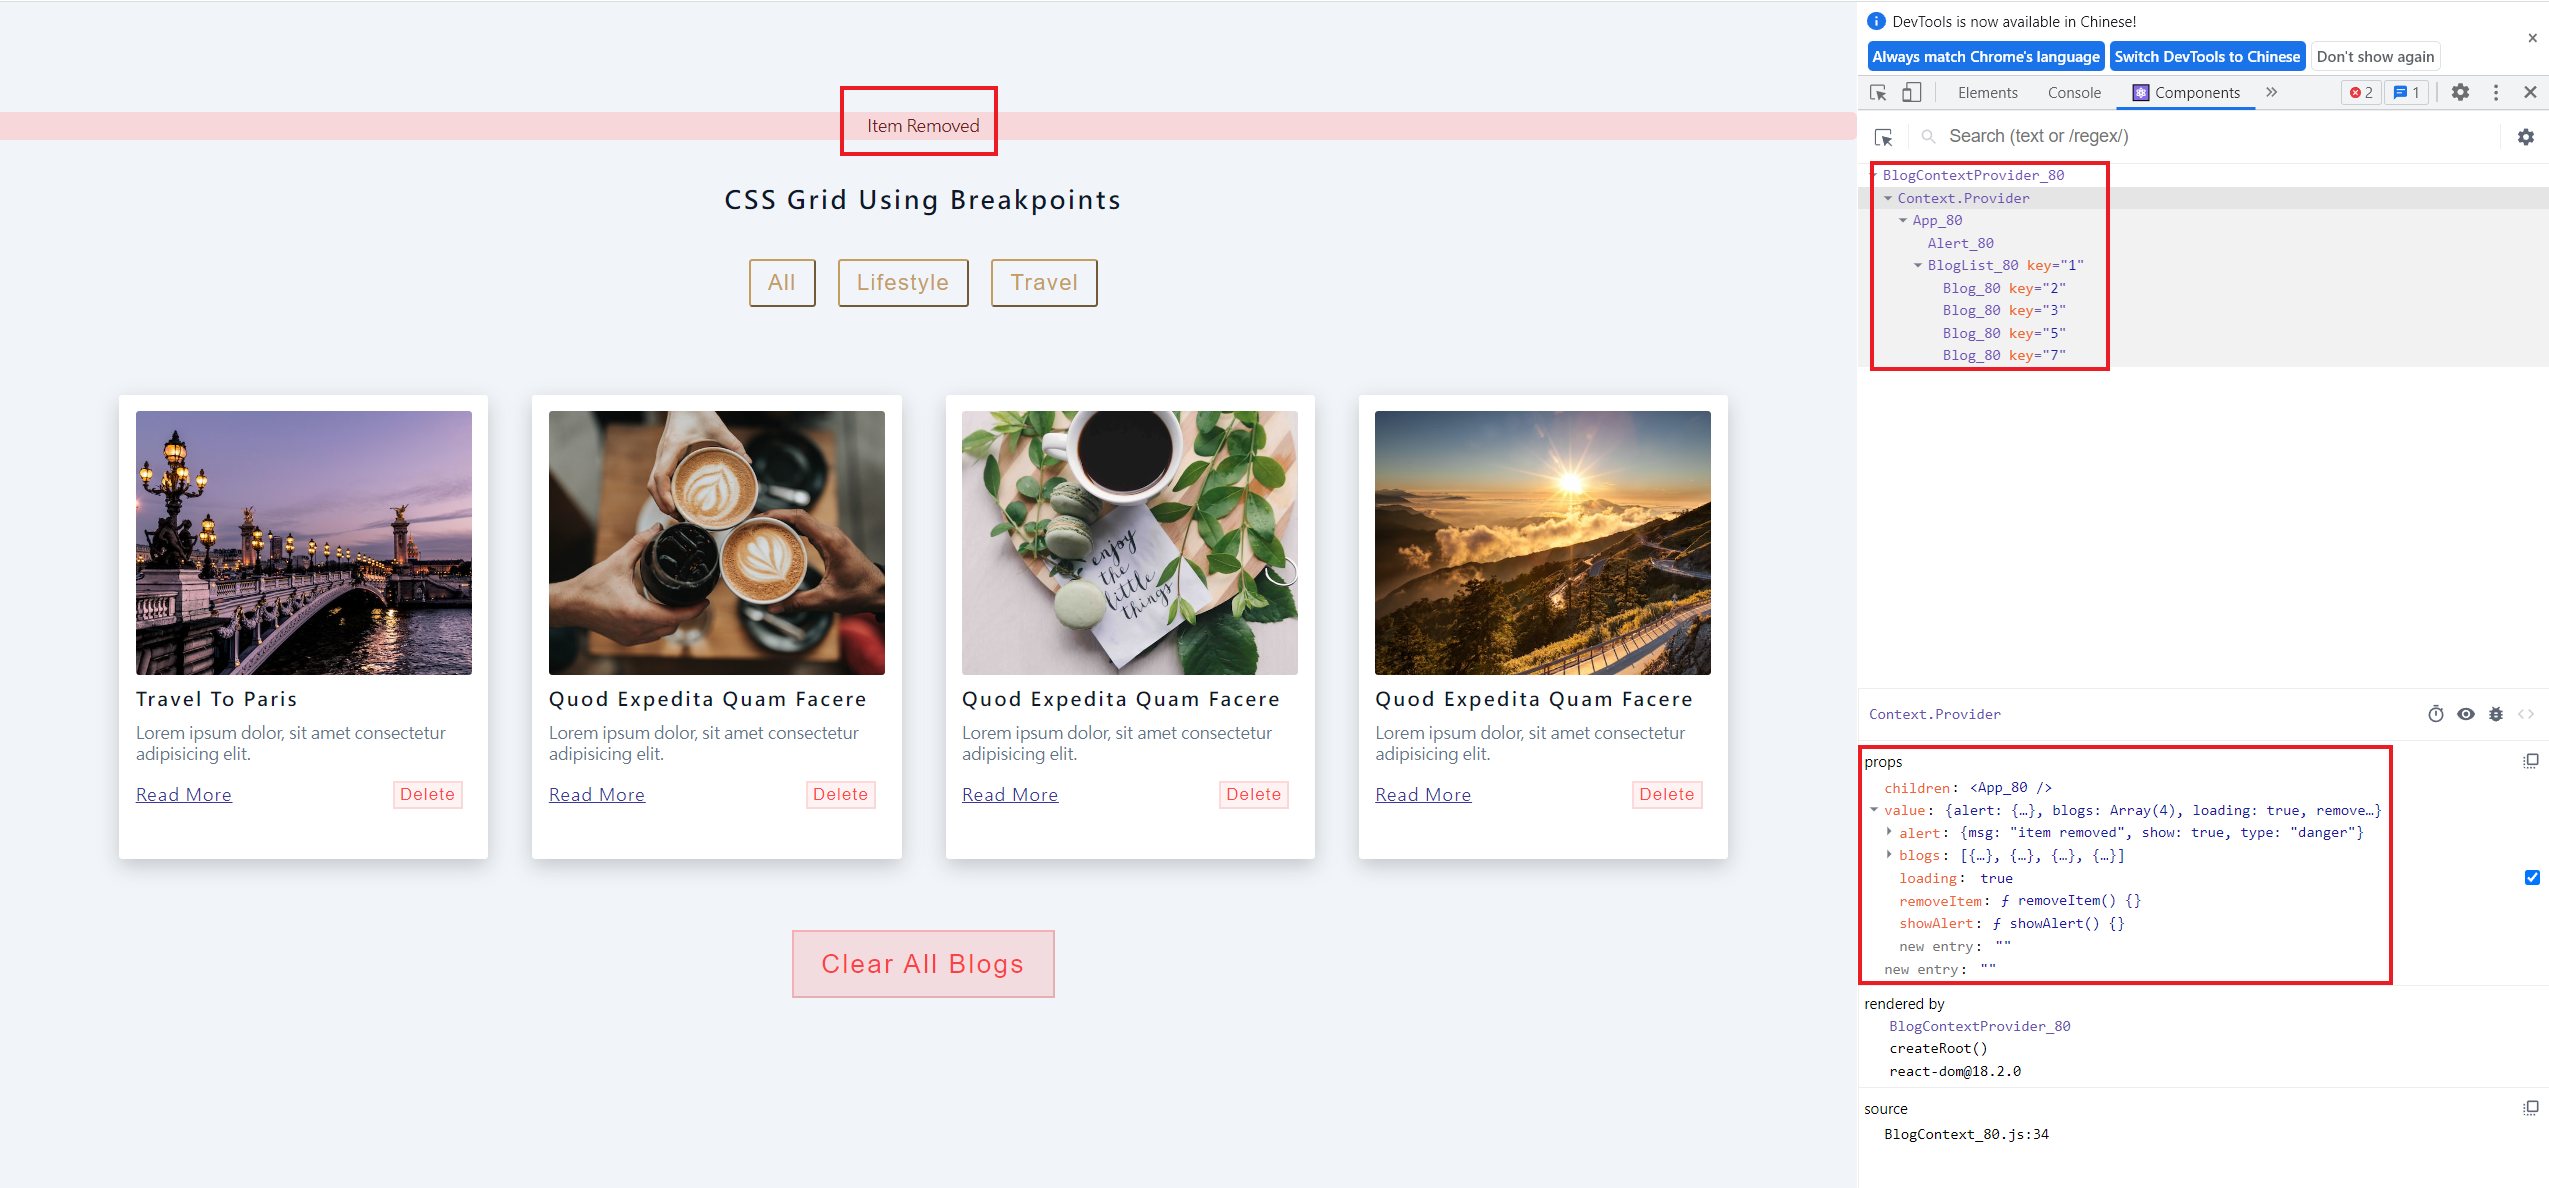 Item Removed
CSS Grid Using Breakpoints
All
Lifestyle
Travel
enjoy
the
little
things
Travel To Paris
Lorem ipsum dolor, sit amet consectetur
adipisicing elit.
Read More
Delete
Quod Expedita Quam Facere
Lorem ipsum dolor, sit amet consectetur
adipisicing elit.
Read More
Delete
Quod Expedita Quam Facere
Lorem ipsum dolor, sit amet consectetur
adipisicing elit.
Read More
Delete
Quod Expedita Quam Facere
Lorem ipsum dolor, sit amet consectetur
adipisicing elit.
Read More
Delete
Clear All Blogs
DevTools is now available in Chinese!
Always match Chrome's language
Switch DevTools to Chinese
Don't show again
Elements
Console
Components
2
1
Search (text or /regex/)
BlogContextProvider_80
Context.Provider
App_80
Alert_80
BlogList_80 key="1"
Blog_80 key="2"
Blog_80 key="3"
Blog_80 key="5"
Blog_80 key="7"
Context.Provider
props
children: <App_80 />
value: {alert: {…}, blogs: Array(4), loading: true, remove…}
alert: {msg: "item removed", show: true, type: "danger"}
blogs: [{…}, {…}, {…}, {…}]
loading: true
removeItem: ƒ removeItem() {}
showAlert: ƒ showAlert() {}
new entry: ""
new entry: ""
rendered by
BlogContextProvider_80
createRoot()
react-dom@18.2.0
source
BlogContext_80.js:34